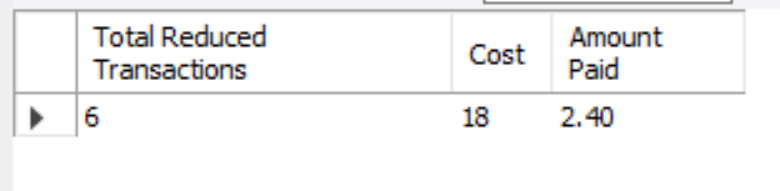 Total Reduced
Transactions
Cost
Amount
Paid
6
18
2.40